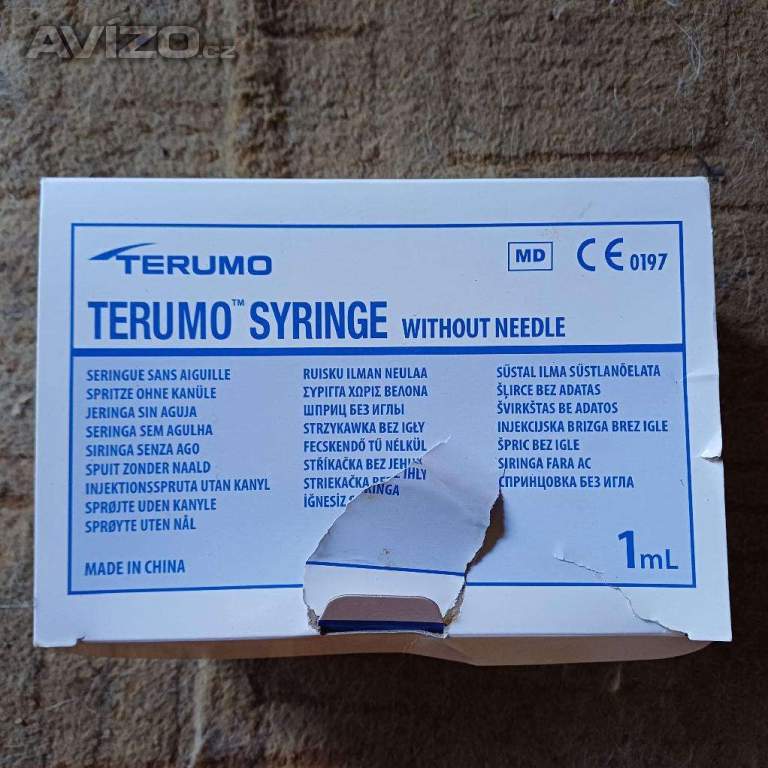 AVÍZO.cz
TERUMO
MD
CE 0197
TERUMO™ SYRINGE WITHOUT NEEDLE
SERINGUE SANS AIGUILLE
SPRITZE OHNE KANÜLE
JERINGA SIN AGUJA
SERINGA SEM AGULHA
SIRINGA SENZA AGO
SPUIT ZONDER NAALD
INJEKTIONSSPRUTA UTAN KANYL
SPRØJTE UDEN KANYLE
SPRØYTE UTEN NÅL
RUISKU ILMAN NEULAA
ΣΥΡΙΓΓΑ ΧΩΡΙΣ ΒΕΛΟΝΑ
ШПРИЦ БЕЗ ИГЛЫ
STRZYKAWKA BEZ IGŁY
FECSKENDŐ TŰ NÉLKÜL
STŘÍKAČKA BEZ JEHLY
STRIEKAČKA BEZ IHLY
İĞNESİZ
SÜSTAL ILMA SÜSTLANÕELATA
ŠĻIRCE BEZ ADATAS
ŠVIRKŠTAS BE ADATOS
INJEKCIJSKA BRIZGA BREZ IGLE
ŠPRIC BEZ IGLE
SIRINGA FARA AC
СПРИНЦОВКА БЕЗ ИГЛА
MADE IN CHINA
1mL